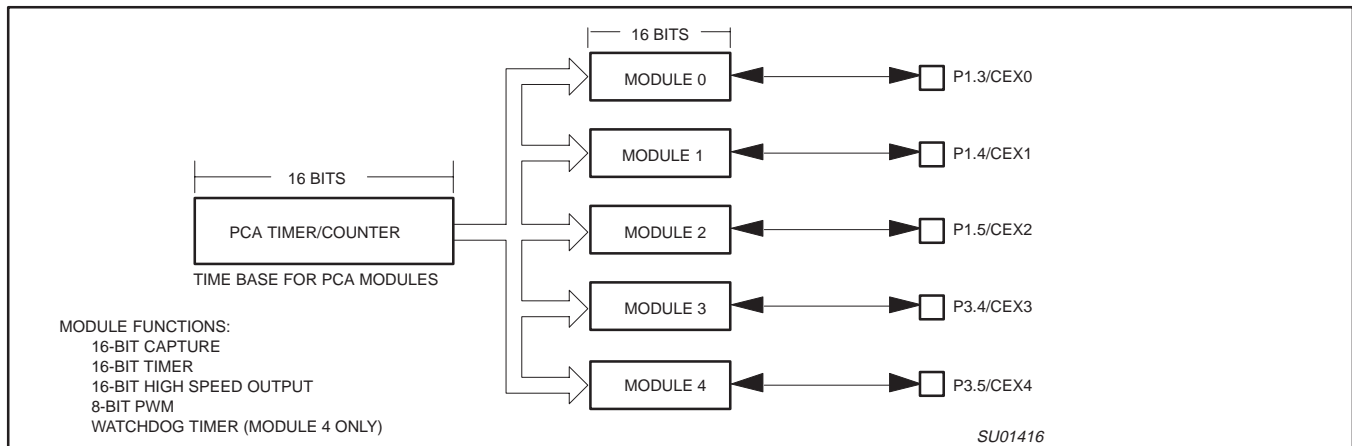 16 BITS
16 BITS
MODULE 0
P1.3/CEX0
MODULE 1
P1.4/CEX1
16 BITS
PCA TIMER/COUNTER
MODULE 2
P1.5/CEX2
TIME BASE FOR PCA MODULES
MODULE 3
P3.4/CEX3
MODULE FUNCTIONS:
16-BIT CAPTURE
16-BIT TIMER
16-BIT HIGH SPEED OUTPUT
8-BIT PWM
WATCHDOG TIMER (MODULE 4 ONLY)
MODULE 4
P3.5/CEX4
SU01416